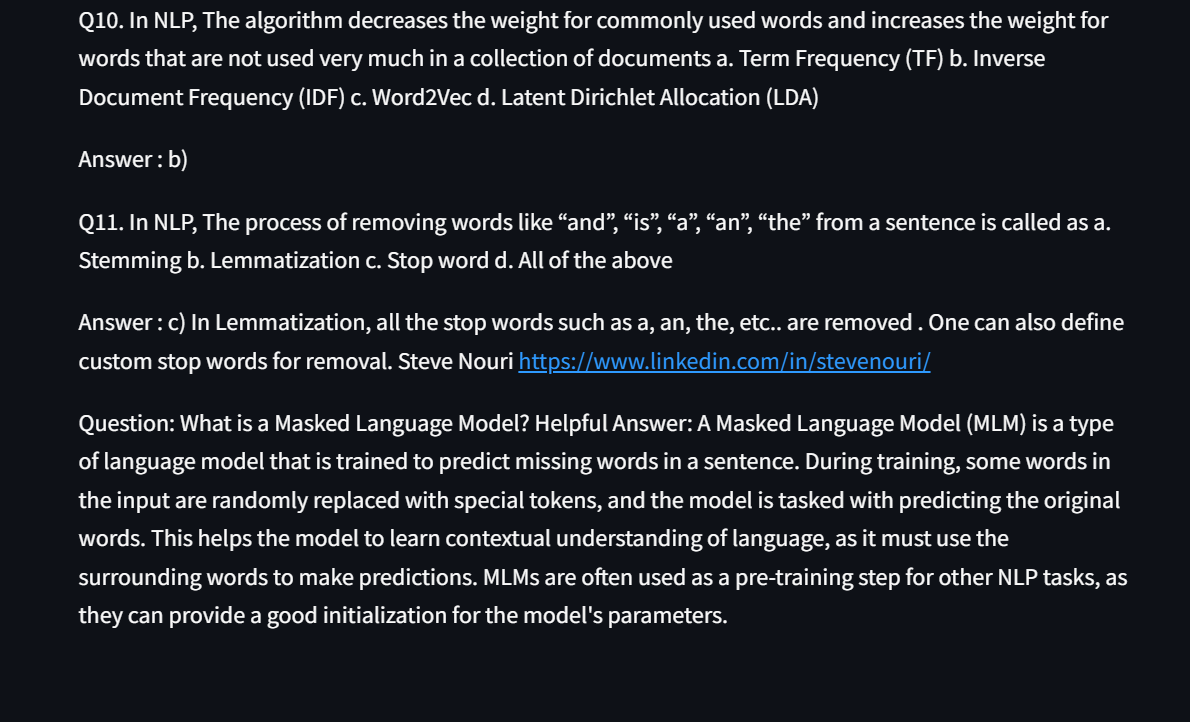 Q10. In NLP, The algorithm decreases the weight for commonly used words and increases the weight for
words that are not used very much in a collection of documents a. Term Frequency (TF) b. Inverse
Document Frequency (IDF) c. Word2Vec d. Latent Dirichlet Allocation (LDA)
Answer : b)
Q11. In NLP, The process of removing words like “and”, “is”, “a”, “an”, “the” from a sentence is called as a.
Stemming b. Lemmatization c. Stop word d. All of the above
Answer : c) In Lemmatization, all the stop words such as a, an, the, etc.. are removed . One can also define
custom stop words for removal. Steve Nouri https://www.linkedin.com/in/stevenouri/
Question: What is a Masked Language Model? Helpful Answer: A Masked Language Model (MLM) is a type
of language model that is trained to predict missing words in a sentence. During training, some words in
the input are randomly replaced with special tokens, and the model is tasked with predicting the original
words. This helps the model to learn contextual understanding of language, as it must use the
surrounding words to make predictions. MLMs are often used as a pre-training step for other NLP tasks, as
they can provide a good initialization for the model's parameters.